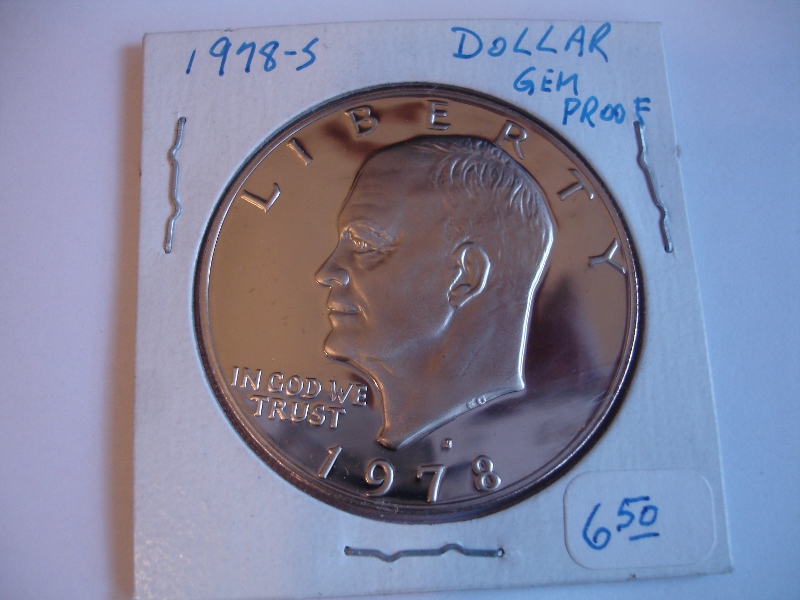 1978-S
DOLLAR
GEM
PROOF
LIBERTY
IN GOD WE
TRUST
S
1978
6 50